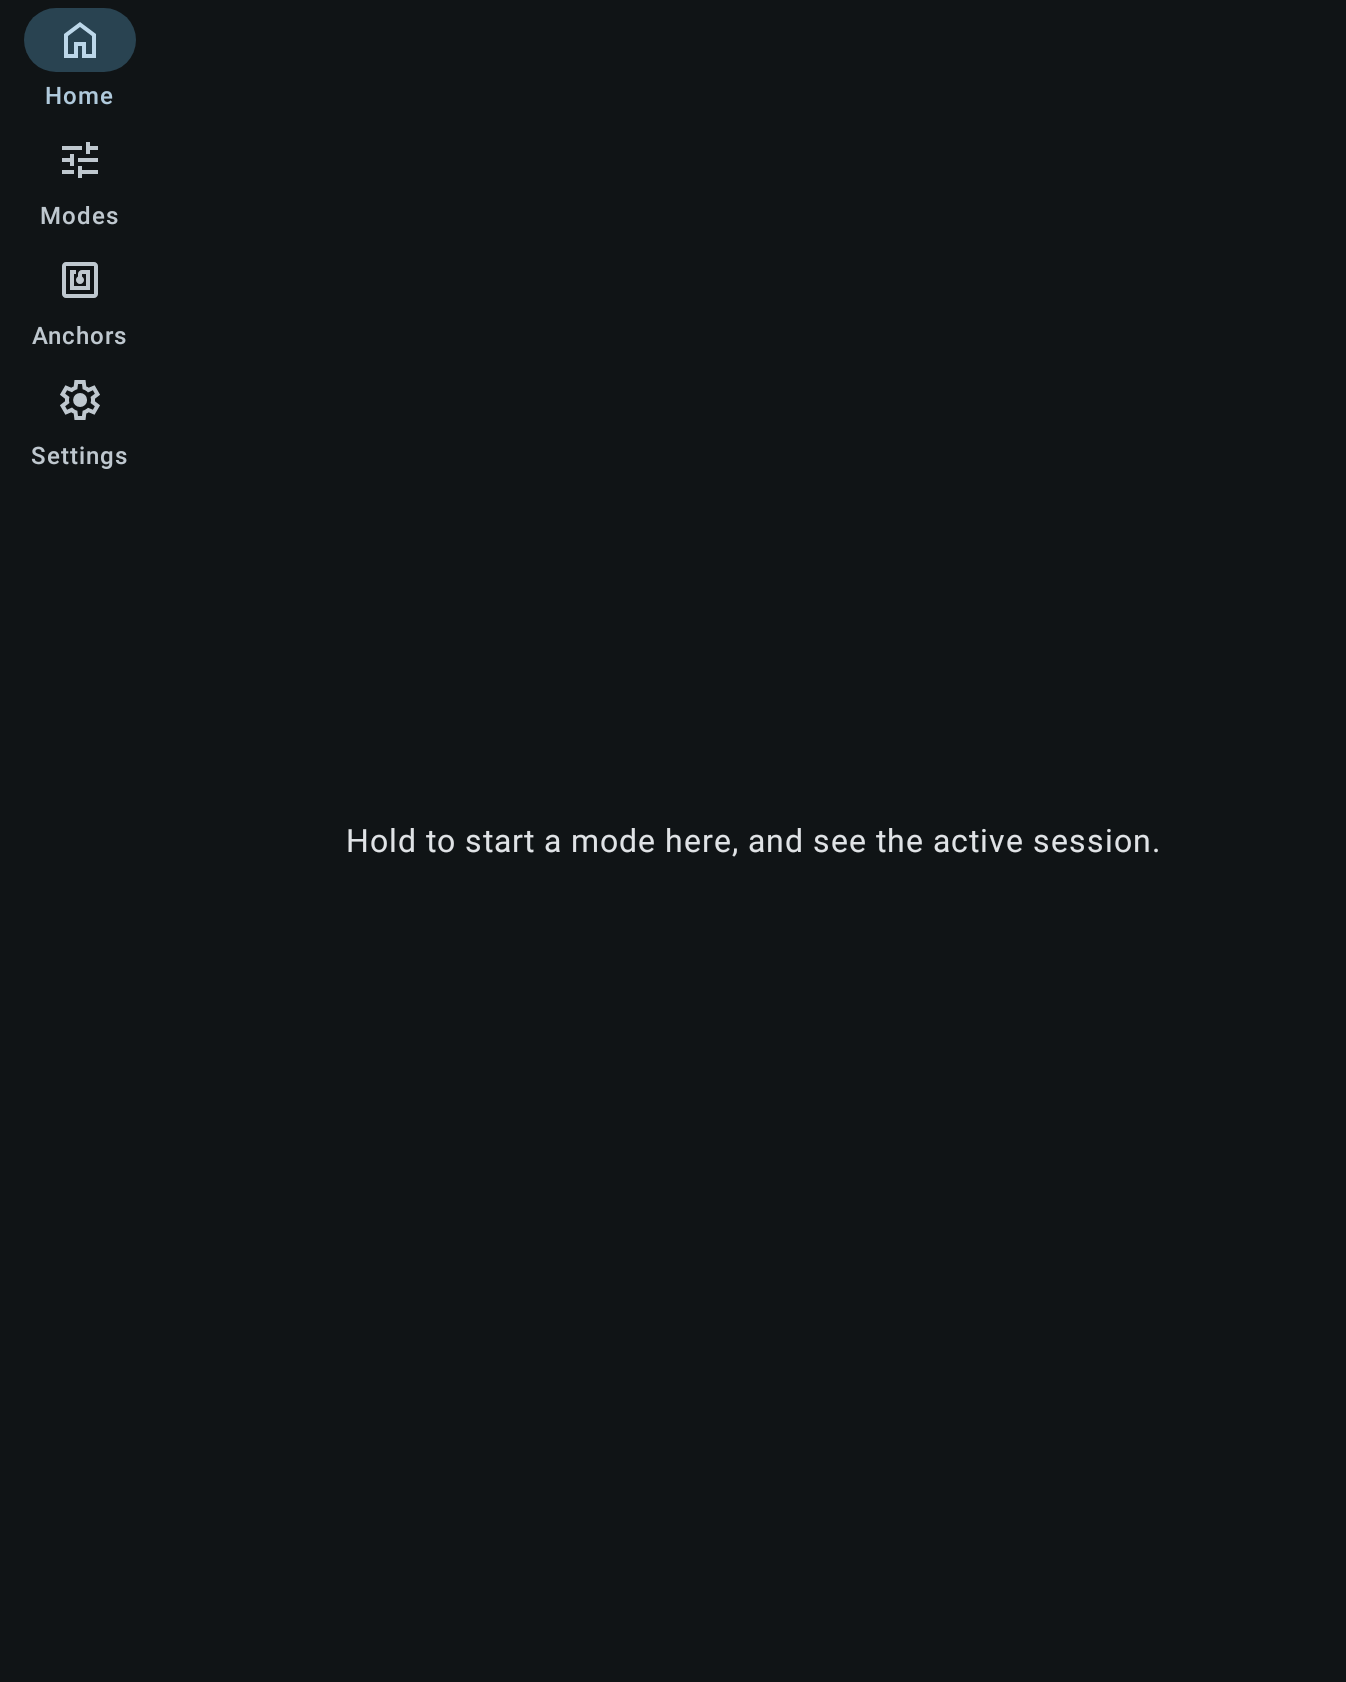 Home
Modes
Anchors
Settings
Hold to start a mode here, and see the active session.